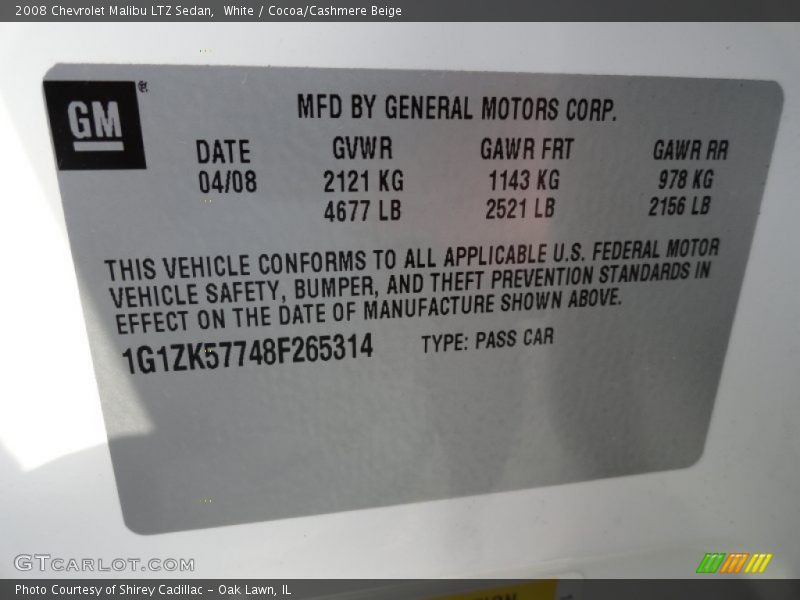 2008 Chevrolet Malibu LTZ Sedan,  White / Cocoa/Cashmere Beige
GM®
MFD BY GENERAL MOTORS CORP.
DATE GVWR GAWR FRT GAWR RR
04/08 2121 KG 1143 KG 978 KG
4677 LB 2521 LB 2156 LB
THIS VEHICLE CONFORMS TO ALL APPLICABLE U.S. FEDERAL MOTOR
VEHICLE SAFETY, BUMPER, AND THEFT PREVENTION STANDARDS IN
EFFECT ON THE DATE OF MANUFACTURE SHOWN ABOVE.
1G1ZK57748F265314 TYPE: PASS CAR
GTCARLOT.COM
Photo Courtesy of Shirey Cadillac – Oak Lawn, IL